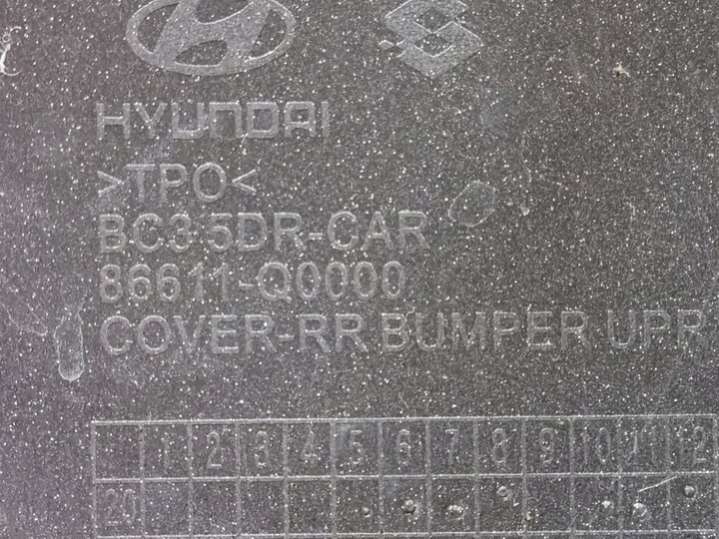 HYUNDAI
>TPO<
BC3 5DR-CAR
86611-Q0000
COVER-RR BUMPER UPR
1 2 3 4 5 6 7 8 9 10 11 12
20